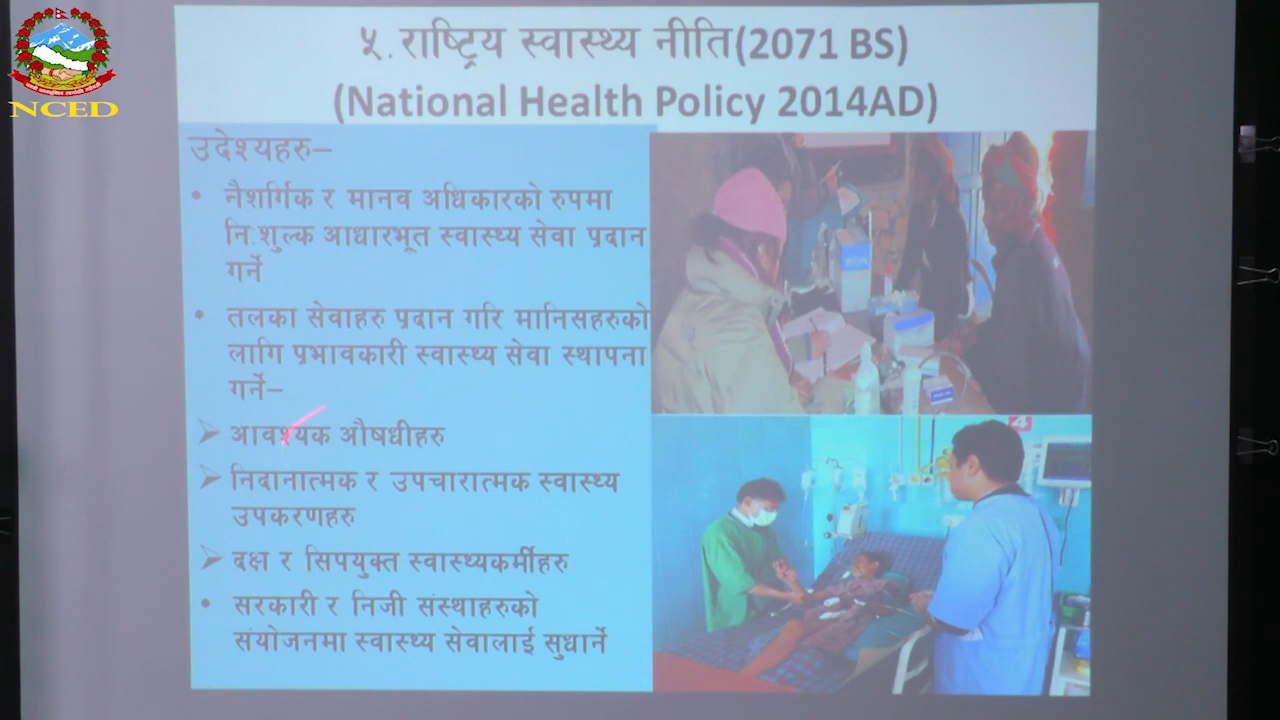 NCED
५. राष्ट्रिय स्वास्थ्य नीति(2071 BS)
(National Health Policy 2014AD)
उदेश्यहरु–
• नैशर्गिक र मानव अधिकारको रुपमा
नि:शुल्क आधारभूत स्वास्थ्य सेवा प्रदान
गर्ने
• तलका सेवाहरु प्रदान गरि मानिसहरुको
लागि प्रभावकारी स्वास्थ्य सेवा स्थापना
गर्ने–
➢ आवश्यक औषधीहरु
➢ निदानात्मक र उपचारात्मक स्वास्थ्य
उपकरणहरु
➢ दक्ष र सिपयुक्त स्वास्थ्यकर्मीहरु
• सरकारी र निजी संस्थाहरुको
संयोजनमा स्वास्थ्य सेवालाई सुधार्ने
4